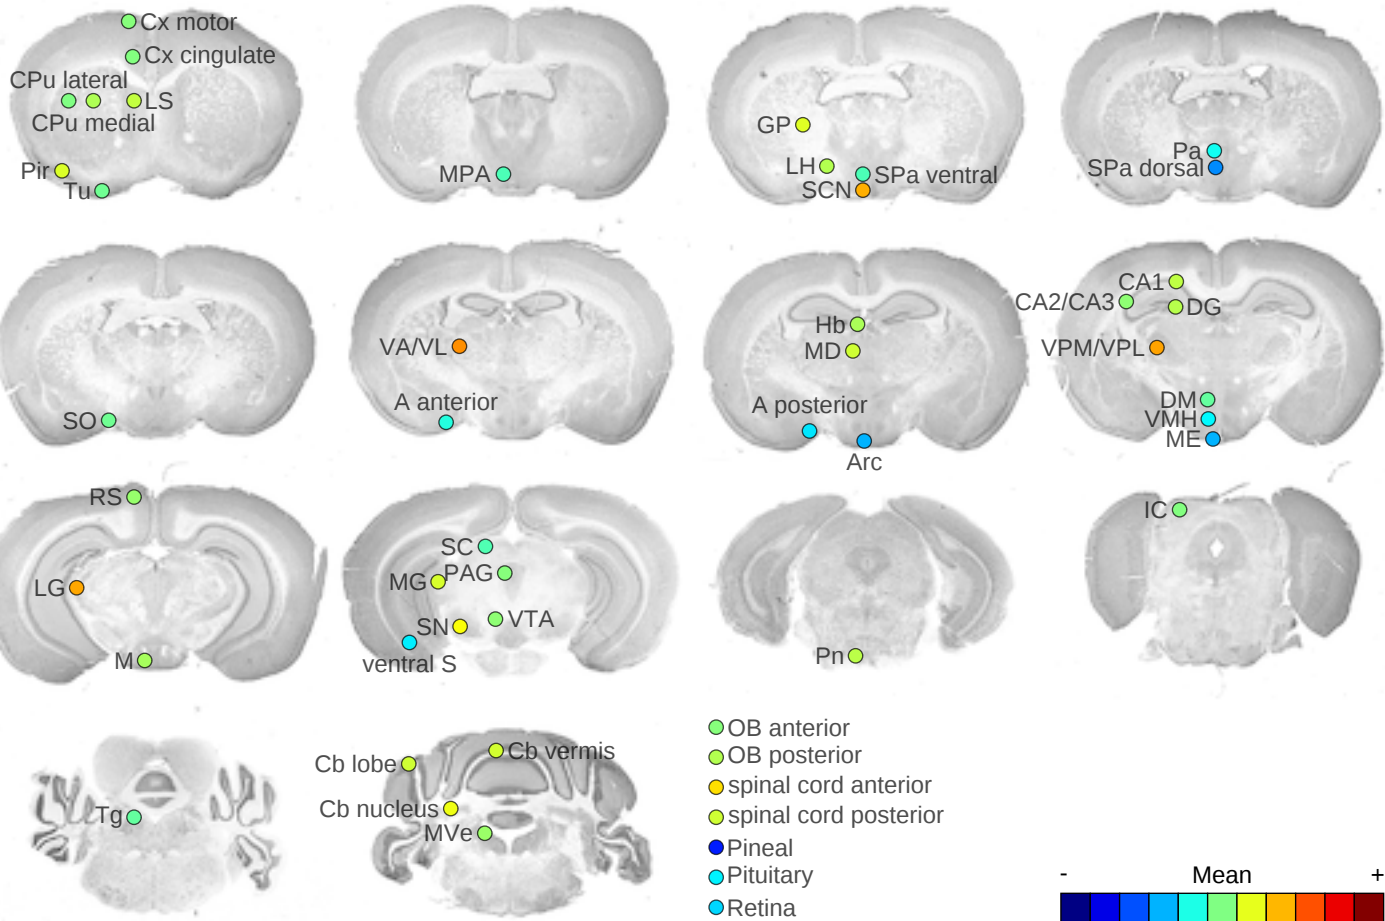 Cx motor
Cx cingulate
CPu lateral
LS
CPu medial
Pir
Tu
MPA
GP
LH
SPa ventral
SCN
Pa
SPa dorsal
SO
VA/VL
A anterior
Hb
MD
A posterior
Arc
CA1
CA2/CA3
DG
VPM/VPL
DM
VMH
ME
RS
LG
M
SC
PAG
MG
SN
VTA
ventral S
Pn
IC
Tg
Cb lobe
Cb vermis
Cb nucleus
MVe
OB anterior
OB posterior
spinal cord anterior
spinal cord posterior
Pineal
Pituitary
Retina
- Mean +